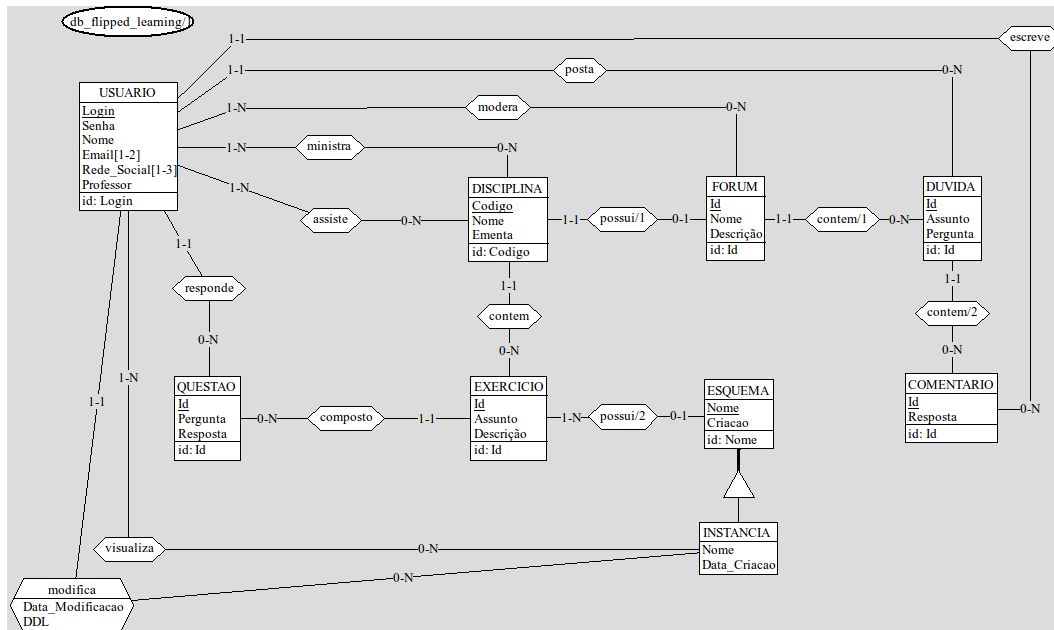 db_flipped_learning/
1-1
escreve
1-1
posta
0-N
USUARIO
Login
Senha
Nome
Email[1-2]
Rede_Social[1-3]
Professor
id: Login
1-N
modera
0-N
1-N
ministra
0-N
1-N
assiste
0-N
DISCIPLINA
Codigo
Nome
Ementa
id: Codigo
1-1
possui/1
0-1
FORUM
Id
Nome
Descrição
id: Id
1-1
contem/1
0-N
DUVIDA
Id
Assunto
Pergunta
id: Id
1-1
responde
0-N
1-1
contem
0-N
1-1
contem/2
0-N
QUESTAO
Id
Pergunta
Resposta
id: Id
0-N
composto
1-1
EXERCICIO
Id
Assunto
Descrição
id: Id
1-N
possui/2
0-1
ESQUEMA
Nome
Criacao
id: Nome
COMENTARIO
Id
Resposta
id: Id
0-N
1-N
1-1
visualiza
0-N
INSTANCIA
Nome
Data_Criacao
modifica
Data_Modificacao
DDL
0-N